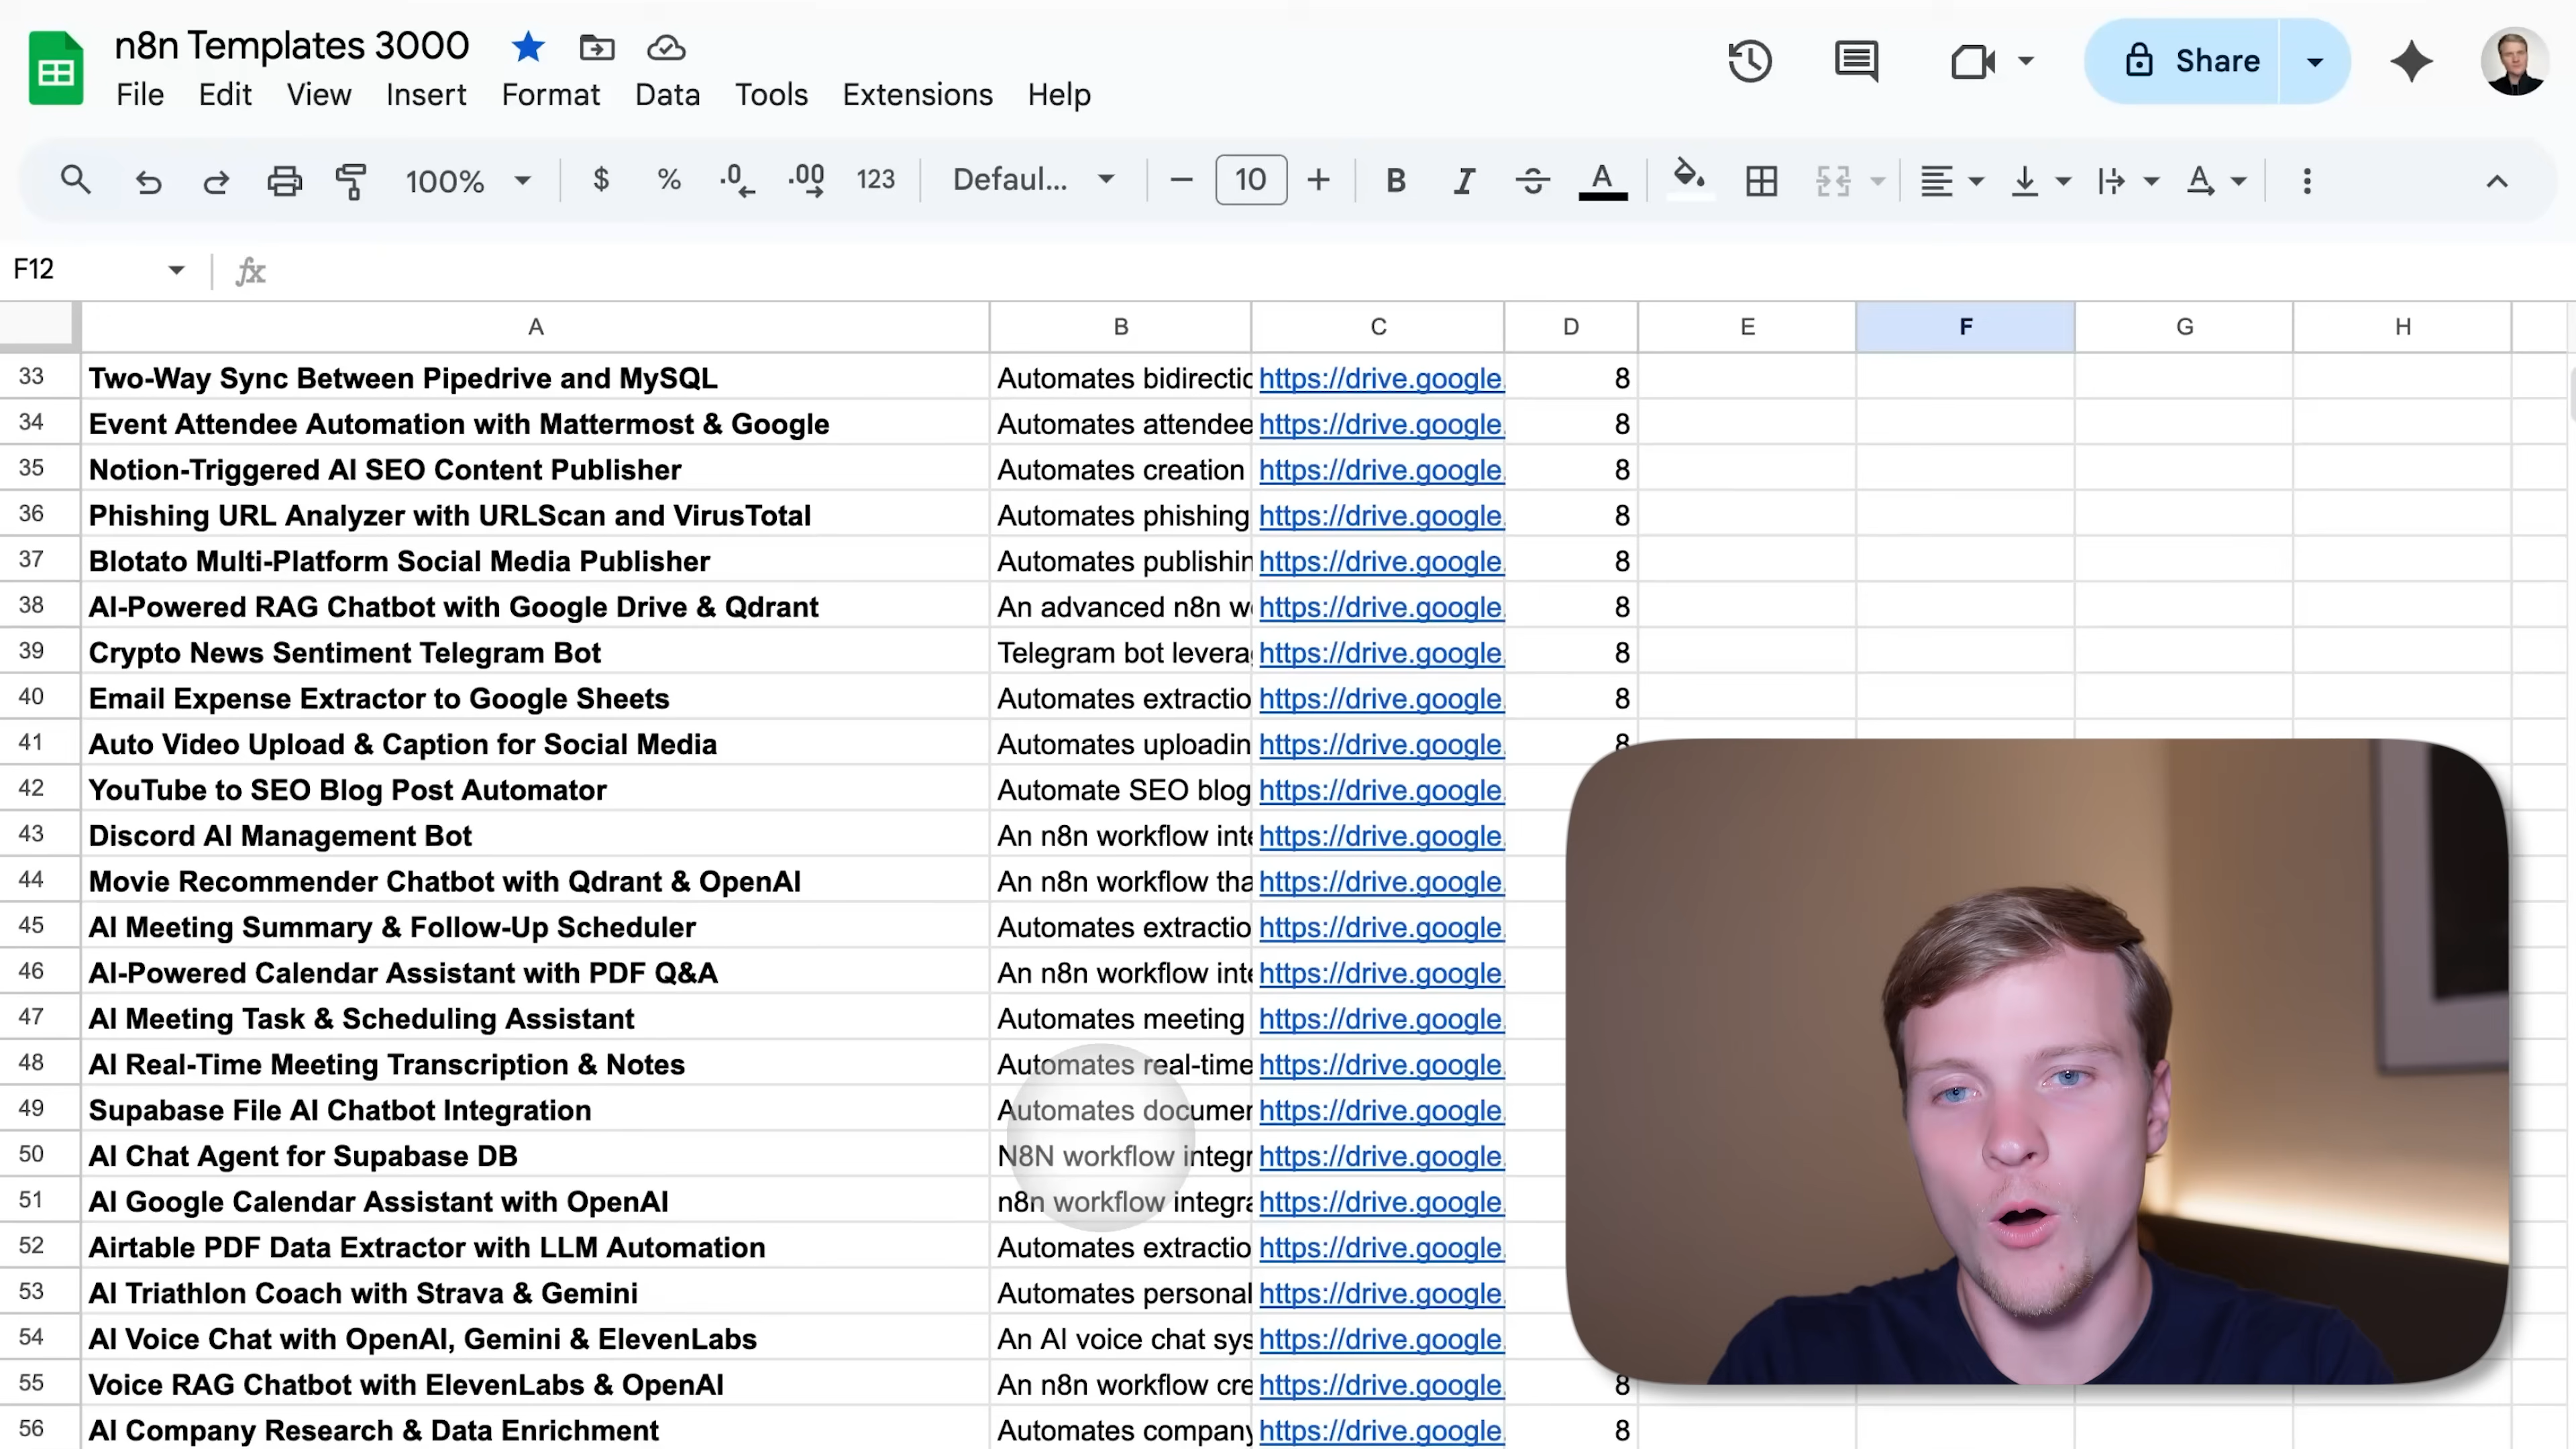 n8n Templates 3000
File Edit View Insert Format Data Tools Extensions Help
Share
100% $ % .0 .00 123 Defaul... 10 B I A
F12 fx
A B C D E F G H
33 Two-Way Sync Between Pipedrive and MySQL Automates bidirectio https://drive.google. 8
34 Event Attendee Automation with Mattermost & Google Automates attendee https://drive.google. 8
35 Notion-Triggered AI SEO Content Publisher Automates creation https://drive.google. 8
36 Phishing URL Analyzer with URLScan and VirusTotal Automates phishing https://drive.google. 8
37 Blotato Multi-Platform Social Media Publisher Automates publishin https://drive.google. 8
38 AI-Powered RAG Chatbot with Google Drive & Qdrant An advanced n8n w https://drive.google. 8
39 Crypto News Sentiment Telegram Bot Telegram bot levera https://drive.google. 8
40 Email Expense Extractor to Google Sheets Automates extractio https://drive.google. 8
41 Auto Video Upload & Caption for Social Media Automates uploadin https://drive.google. 8
42 YouTube to SEO Blog Post Automator Automate SEO blog https://drive.google.
43 Discord AI Management Bot An n8n workflow inte https://drive.google.
44 Movie Recommender Chatbot with Qdrant & OpenAI An n8n workflow tha https://drive.google.
45 AI Meeting Summary & Follow-Up Scheduler Automates extractio https://drive.google.
46 AI-Powered Calendar Assistant with PDF Q&A An n8n workflow inte https://drive.google.
47 AI Meeting Task & Scheduling Assistant Automates meeting https://drive.google.
48 AI Real-Time Meeting Transcription & Notes Automates real-time https://drive.google.
49 Supabase File AI Chatbot Integration Automates documen https://drive.google.
50 AI Chat Agent for Supabase DB N8N workflow integr https://drive.google.
51 AI Google Calendar Assistant with OpenAI n8n workflow integra https://drive.google.
52 Airtable PDF Data Extractor with LLM Automation Automates extractio https://drive.google.
53 AI Triathlon Coach with Strava & Gemini Automates personal https://drive.google.
54 AI Voice Chat with OpenAI, Gemini & ElevenLabs An AI voice chat sys https://drive.google.
55 Voice RAG Chatbot with ElevenLabs & OpenAI An n8n workflow cre https://drive.google. 8
56 AI Company Research & Data Enrichment Automates company https://drive.google. 8